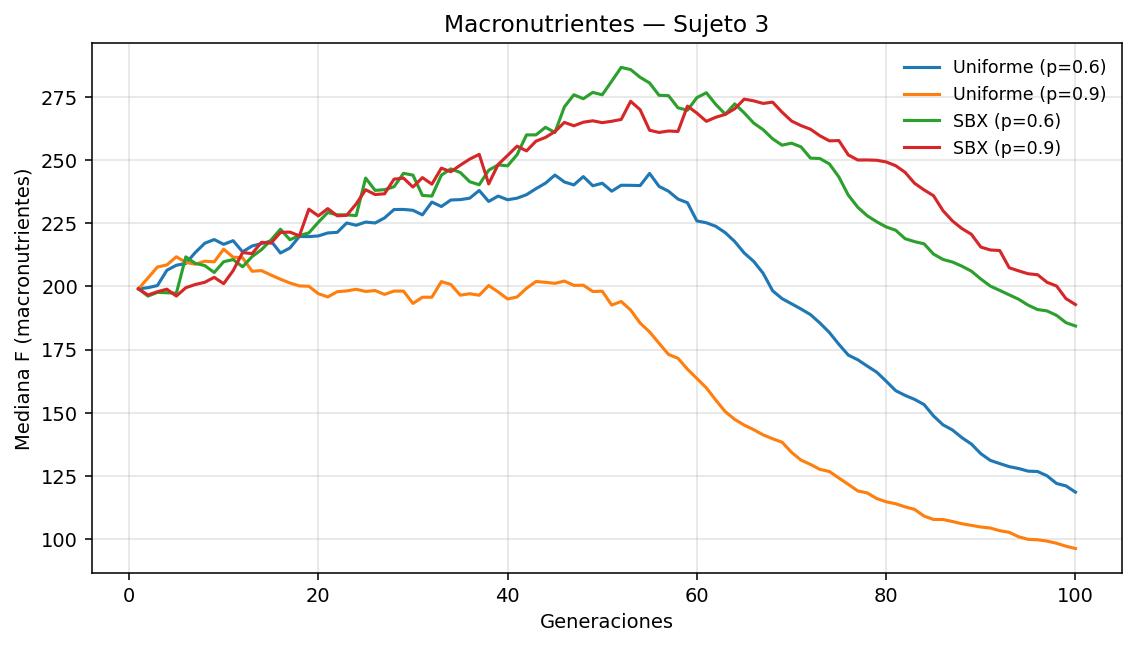 Macronutrientes — Sujeto 3
Mediana F (macronutrientes)
275
250
225
200
175
150
125
100
0
20
40
60
80
100
Generaciones
Uniforme (p=0.6)
Uniforme (p=0.9)
SBX (p=0.6)
SBX (p=0.9)